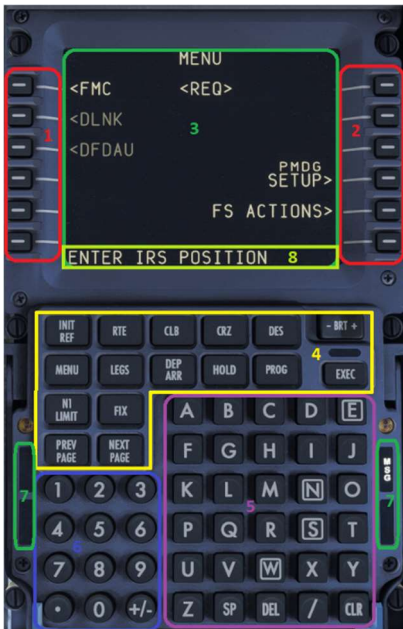 MENU
<FMC <REQ>
1 2
<DLNK 3
<DFDAU
PMDG
SETUP>
FS ACTIONS>
ENTER IRS POSITION 8
INIT REF RTE CLB CRZ DES - BRT +
4
MENU LEGS DEP ARR HOLD PROG EXEC
N1 LIMIT FIX A B C D E
PREV PAGE NEXT PAGE F G H I J
MSG
1 2 3 K L M N O
7 5 7
4 5 6 P Q R S T
6
7 8 9 U V W X Y
. 0 +/- Z SP DEL / CLR